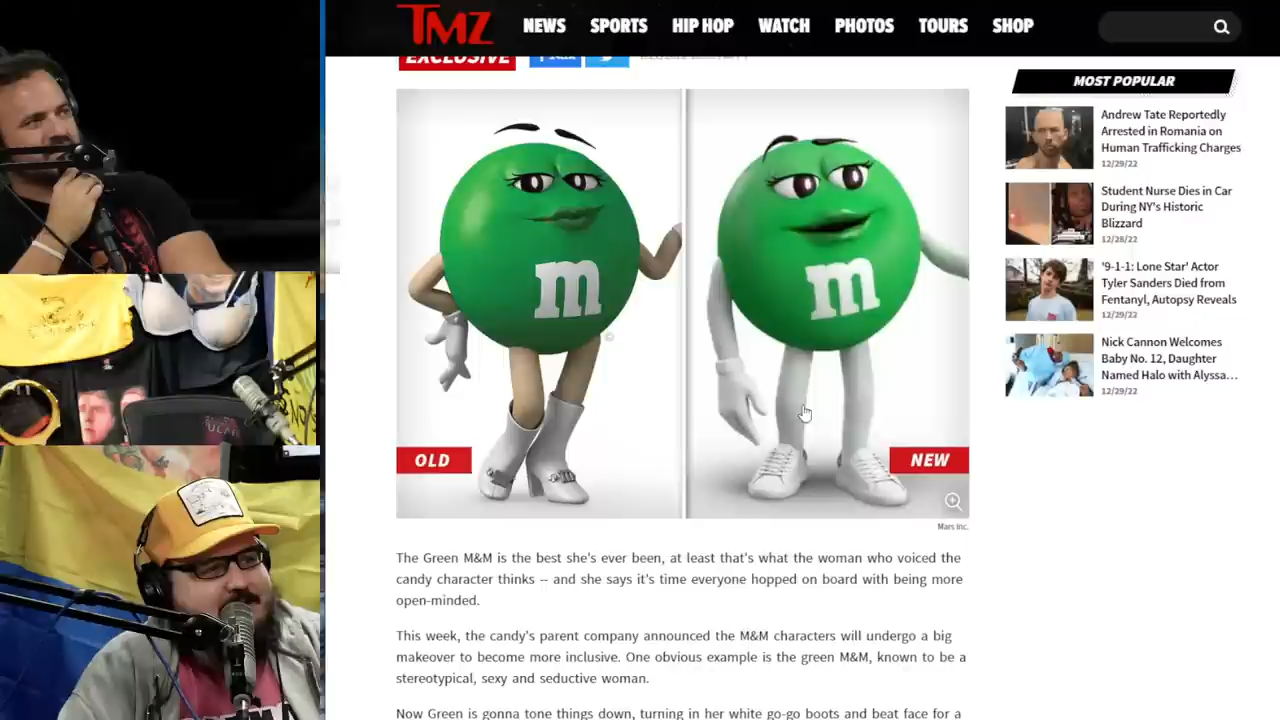 TMZ
NEWS
SPORTS
HIP HOP
WATCH
PHOTOS
TOURS
SHOP
EXCLUSIVE
m
m
OLD
NEW
Mars Inc.
The Green M&M is the best she's ever been, at least that's what the woman who voiced the
candy character thinks -- and she says it's time everyone hopped on board with being more
open-minded.
This week, the candy's parent company announced the M&M characters will undergo a big
makeover to become more inclusive. One obvious example is the green M&M, known to be a
stereotypical, sexy and seductive woman.
Now Green is gonna tone things down, turning in her white go-go boots and beat face for a
MOST POPULAR
Andrew Tate Reportedly
Arrested in Romania on
Human Trafficking Charges
12/29/22
Student Nurse Dies in Car
During NY's Historic
Blizzard
12/28/22
'9-1-1: Lone Star' Actor
Tyler Sanders Died from
Fentanyl, Autopsy Reveals
12/29/22
Nick Cannon Welcomes
Baby No. 12, Daughter
Named Halo with Alyssa...
12/29/22